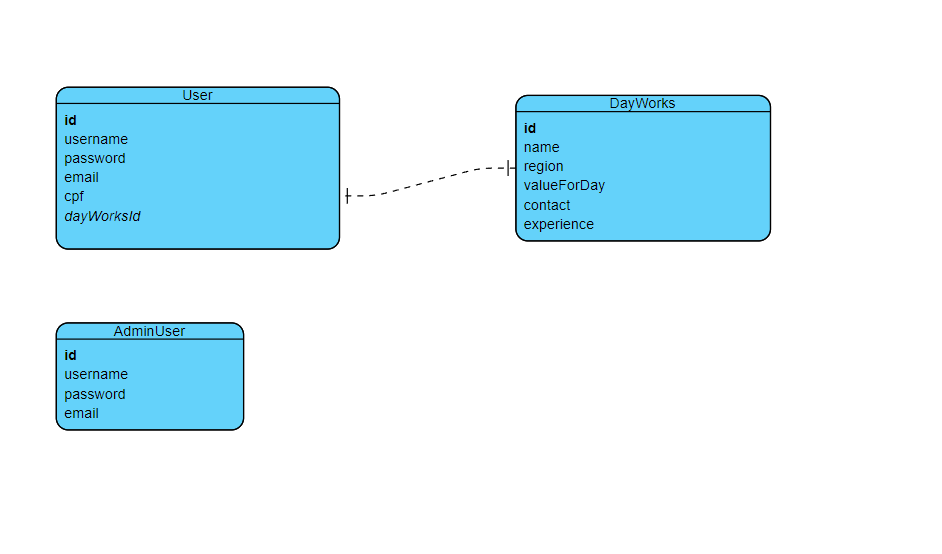 User
id
username
password
email
cpf
dayWorksId
DayWorks
id
name
region
valueForDay
contact
experience
AdminUser
id
username
password
email